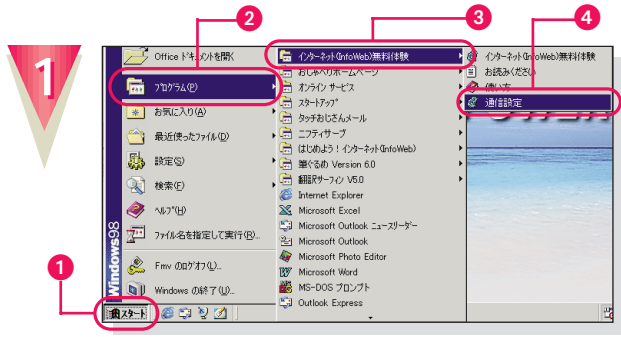 2
3
4
1
Office ドキュメントを開く
プログラム(P)
お気に入り(A)
最近使ったファイル(D)
設定(S)
検索(F)
ヘルプ(H)
ファイル名を指定して実行(R)...
Fmv のログオフ(L)...
Windows の終了(U)...
Windows98
インターネット(InfoWeb)無料体験
おしゃべりホームページ
オンライン サービス
スタートアップ
タッチおじさんメール
ニフティサーブ
はじめよう!インターネット(InfoWeb)
筆ぐるめ Version 6.0
翻訳サーフィン V5.0
Internet Explorer
Microsoft Excel
Microsoft Outlook ニュースリーダー
Microsoft Outlook
Microsoft Photo Editor
Microsoft Word
MS-DOS プロンプト
Outlook Express
インターネット(InfoWeb)無料体験
お読みください
使い方
通信設定
1
スタート